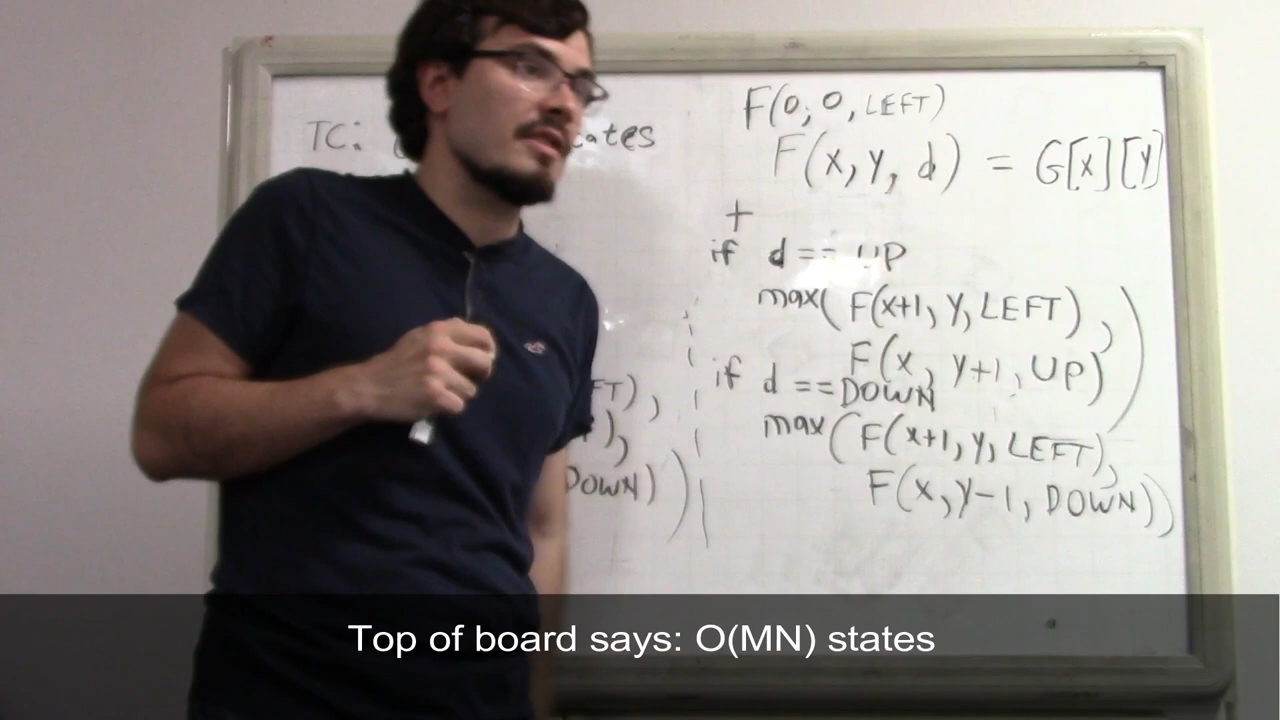 TC:
F(0, 0, LEFT)
F(x, y, d) = G[x][y]
+
if d == UP
max( F(x+1, y, LEFT),
F(x, y+1, UP))
if d == DOWN
max( F(x+1, y, LEFT),
F(x, y-1, DOWN))
FT),
),
DOWN))
Top of board says: O(MN) states